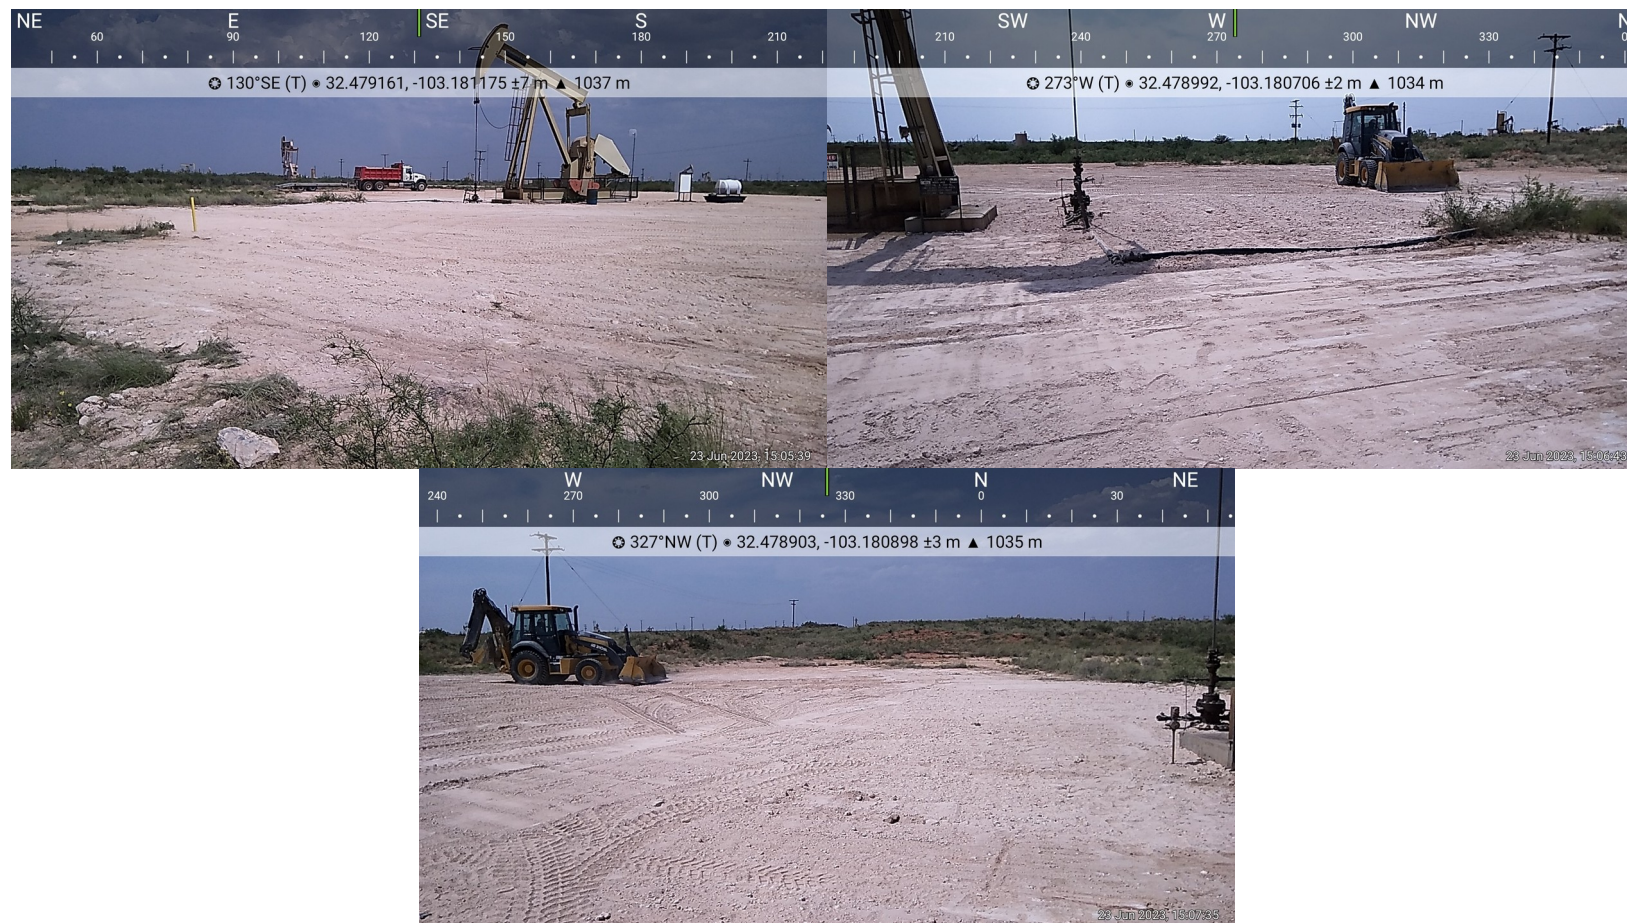 NE E SE S
60 90 120 150 180 210
130°SE (T) ◉ 32.479161, -103.181175 ±7 m ▲ 1037 m
23 Jun 2023, 15:05:39
SW W NW N
210 240 270 300 330 0
273°W (T) ◉ 32.478992, -103.180706 ±2 m ▲ 1034 m
23 Jun 2023, 15:06:43
W NW N NE
240 270 300 330 0 30
327°NW (T) ◉ 32.478903, -103.180898 ±3 m ▲ 1035 m
23 Jun 2023, 15:07:35